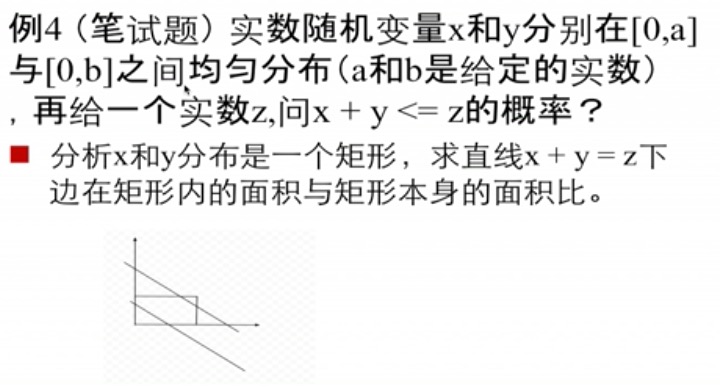 例4（笔试题）实数随机变量x和y分别在[0,a]
与[0,b]之间均匀分布（a和b是给定的实数）
，再给一个实数z,问x + y <= z的概率？
分析x和y分布是一个矩形，求直线x + y = z下
边在矩形内的面积与矩形本身的面积比。